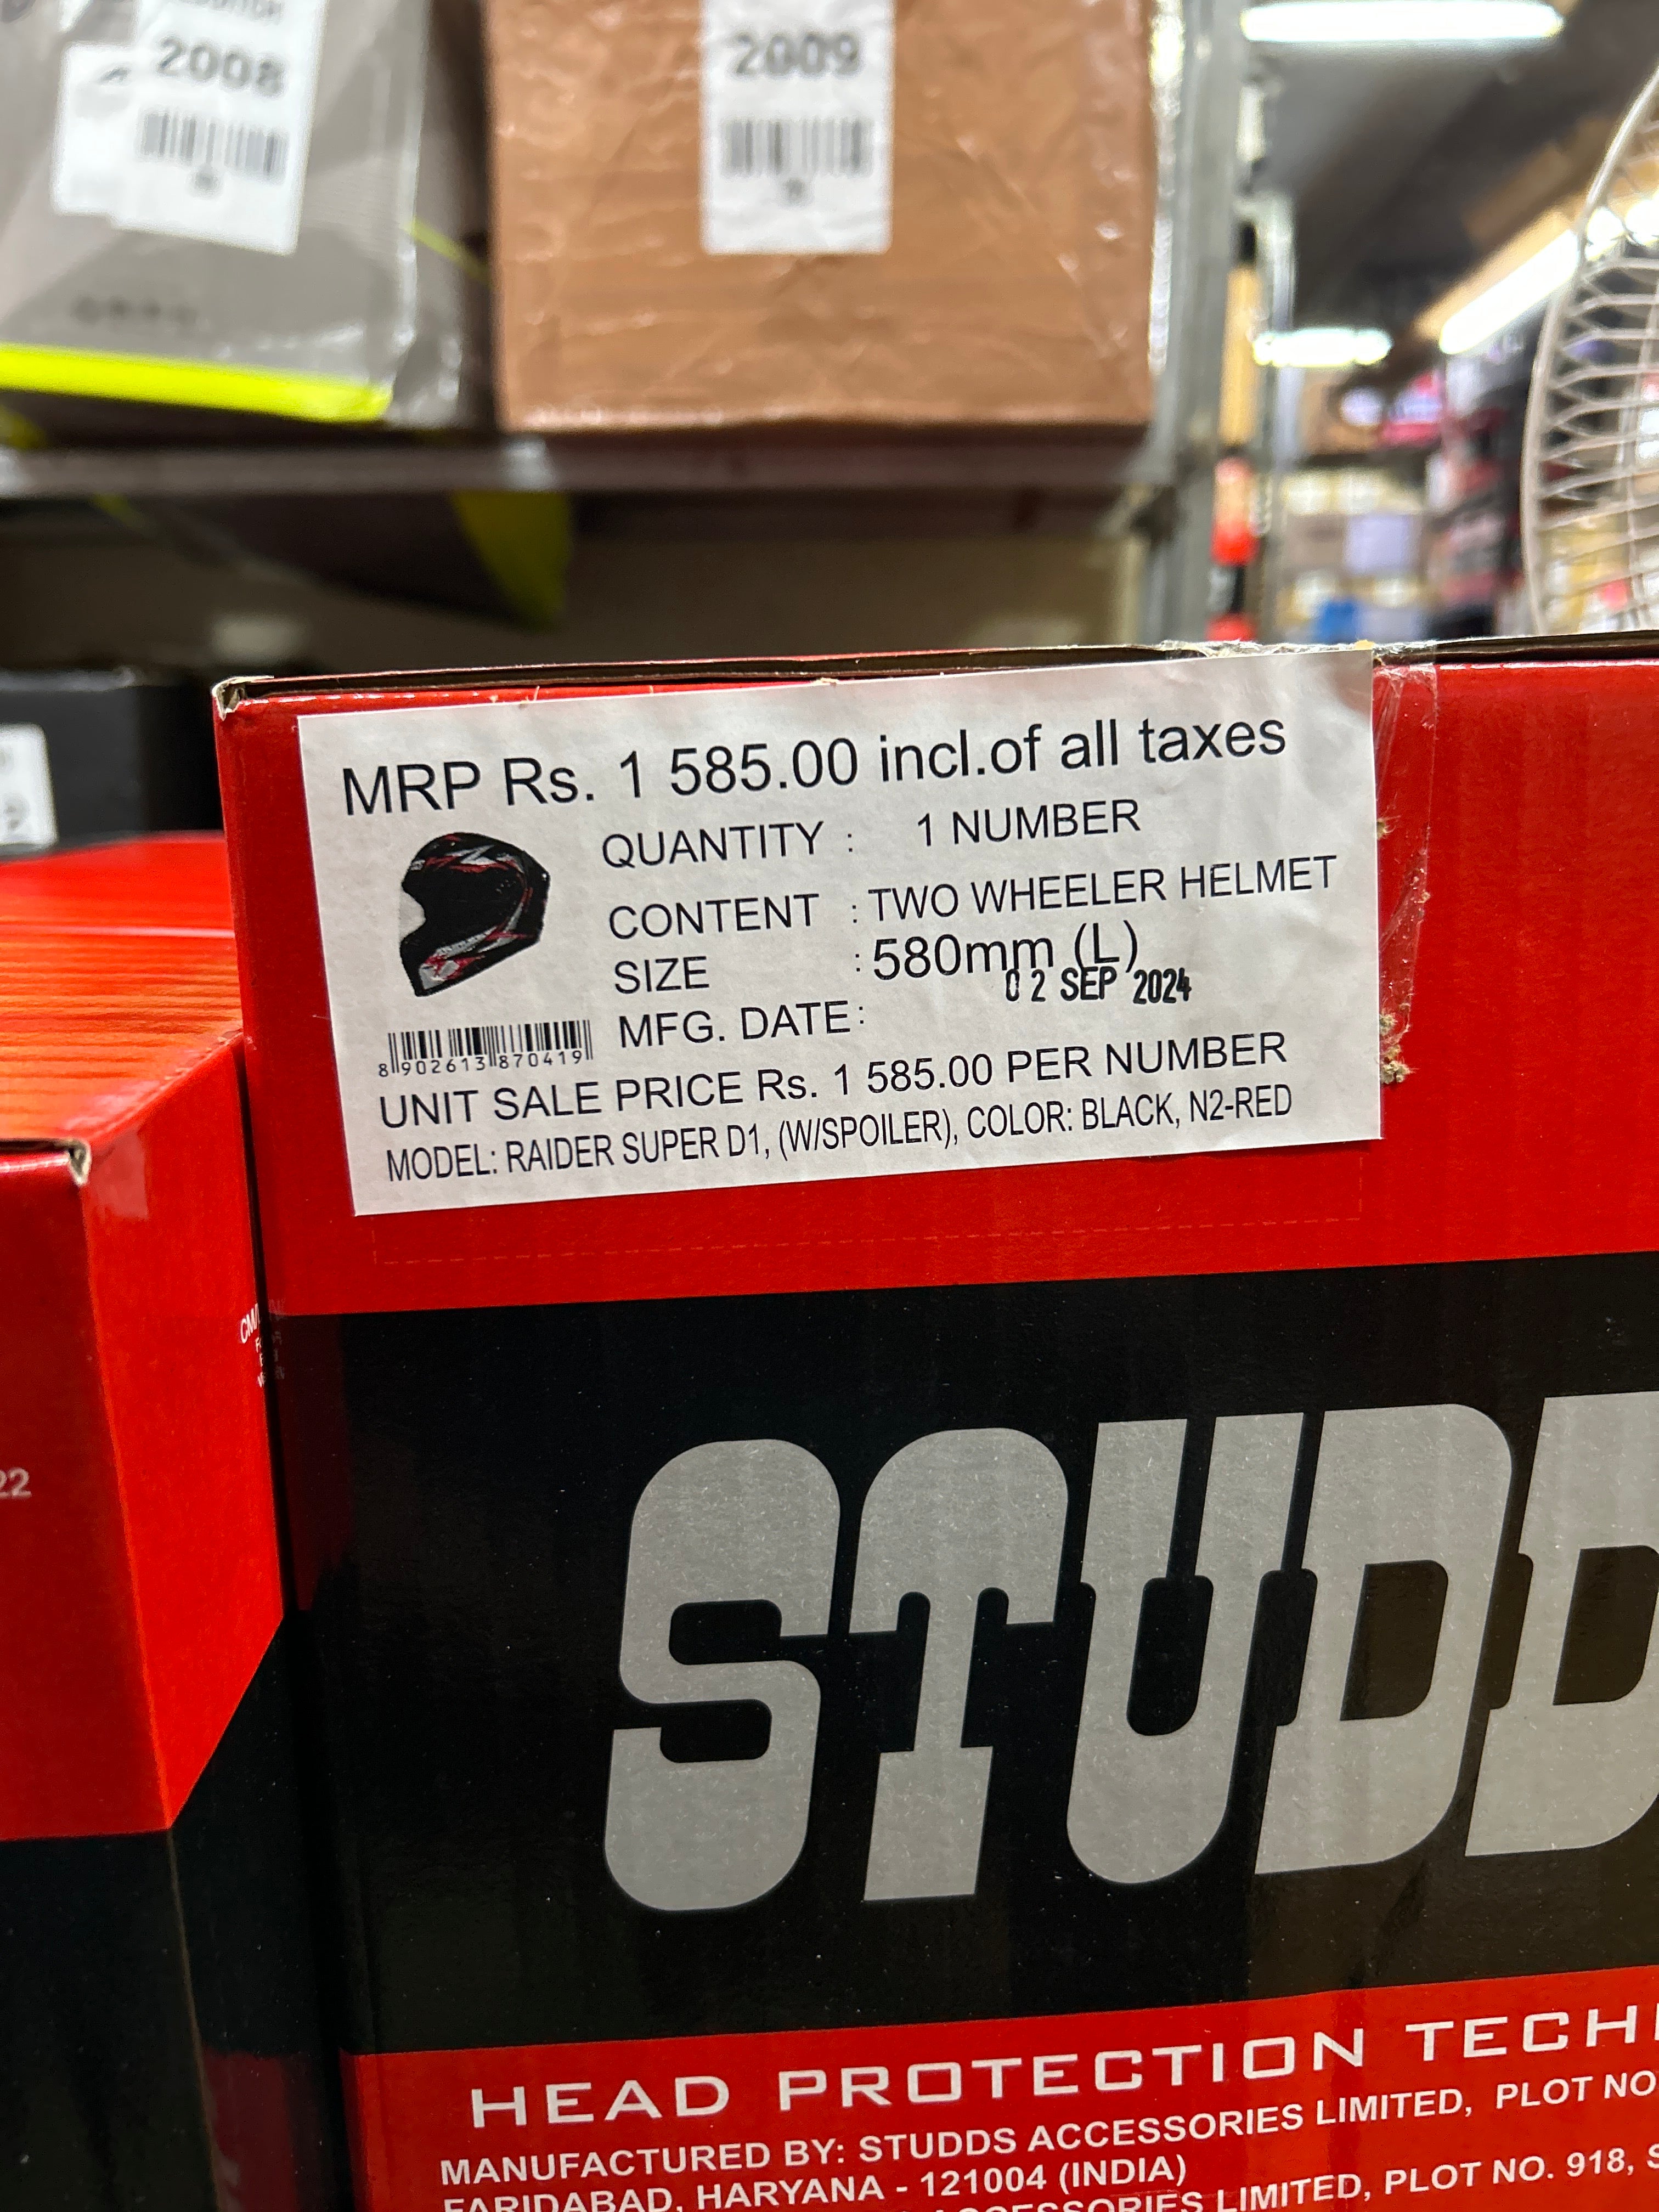 2008
2009
MRP Rs. 1 585.00 incl.of all taxes
QUANTITY : 1 NUMBER
CONTENT : TWO WHEELER HELMET
SIZE : 580mm (L)
02 SEP 2024
MFG. DATE:
8 902613 870419
UNIT SALE PRICE Rs. 1 585.00 PER NUMBER
MODEL: RAIDER SUPER D1, (W/SPOILER), COLOR: BLACK, N2-RED
22
STUDD
HEAD PROTECTION TECH
MANUFACTURED BY: STUDDS ACCESSORIES LIMITED, PLOT NO
FARIDABAD, HARYANA - 121004 (INDIA)
ACCESSORIES LIMITED, PLOT NO. 918, S